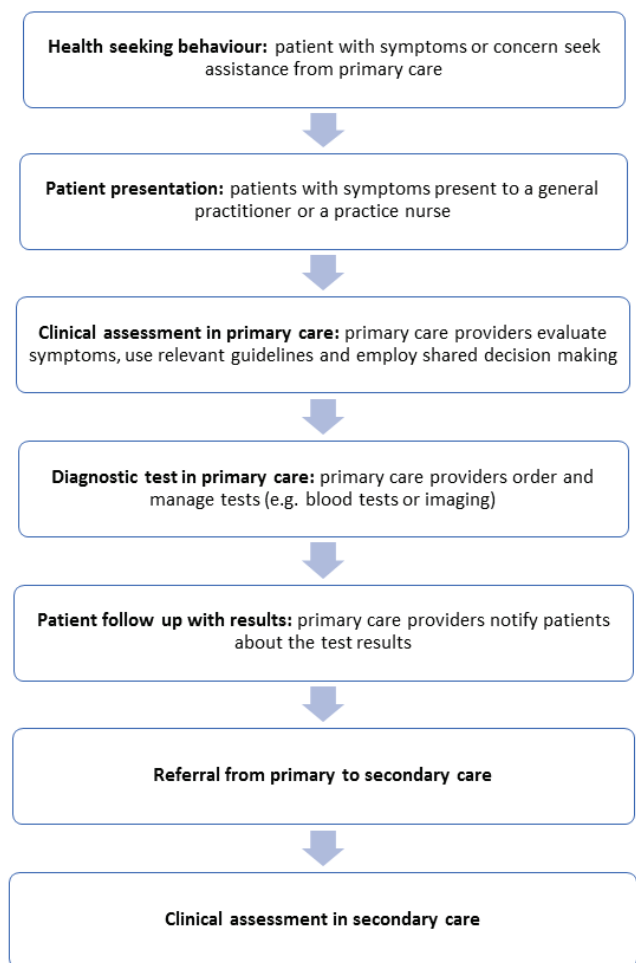 Health seeking behaviour: patient with symptoms or concern seek
assistance from primary care
Patient presentation: patients with symptoms present to a general
practitioner or a practice nurse
Clinical assessment in primary care: primary care providers evaluate
symptoms, use relevant guidelines and employ shared decision making
Diagnostic test in primary care: primary care providers order and
manage tests (e.g. blood tests or imaging)
Patient follow up with results: primary care providers notify patients
about the test results
Referral from primary to secondary care
Clinical assessment in secondary care